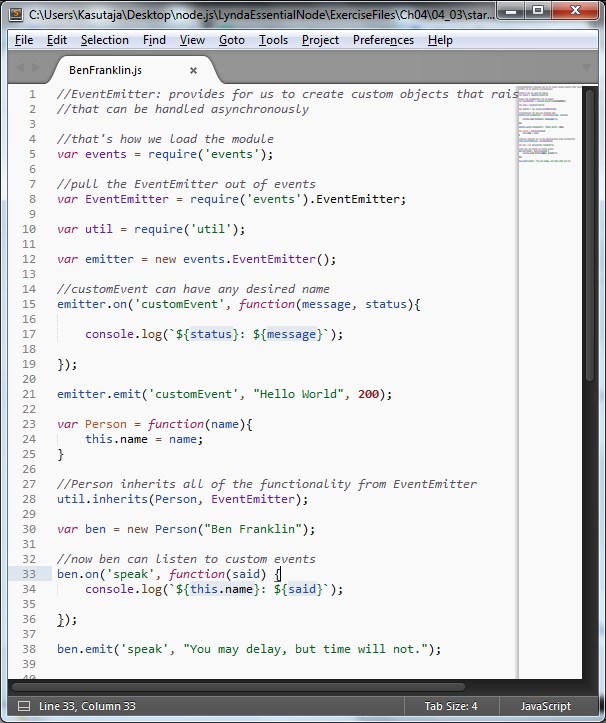 C:\Users\Kasutaja\Desktop\node.js\LyndaEssentialNode\ExerciseFiles\Ch04\04_03\star...
File Edit Selection Find View Goto Tools Project Preferences Help
BenFranklin.js ×
1 //EventEmitter: provides for us to create custom objects that rais
2 //that can be handled asynchronously
3
4 //that's how we load the module
5 var events = require('events');
6
7 //pull the EventEmitter out of events
8 var EventEmitter = require('events').EventEmitter;
9
10 var util = require('util');
11
12 var emitter = new events.EventEmitter();
13
14 //customEvent can have any desired name
15 emitter.on('customEvent', function(message, status){
16
17     console.log(`${status}: ${message}`);
18
19 });
20
21 emitter.emit('customEvent', "Hello World", 200);
22
23 var Person = function(name){
24     this.name = name;
25 }
26
27 //Person inherits all of the functionality from EventEmitter
28 util.inherits(Person, EventEmitter);
29
30 var ben = new Person("Ben Franklin");
31
32 //now ben can listen to custom events
33 ben.on('speak', function(said) {
34     console.log(`${this.name}: ${said}`);
35
36 });
37
38 ben.emit('speak', "You may delay, but time will not.");
39
40
Line 33, Column 33 Tab Size: 4 JavaScript